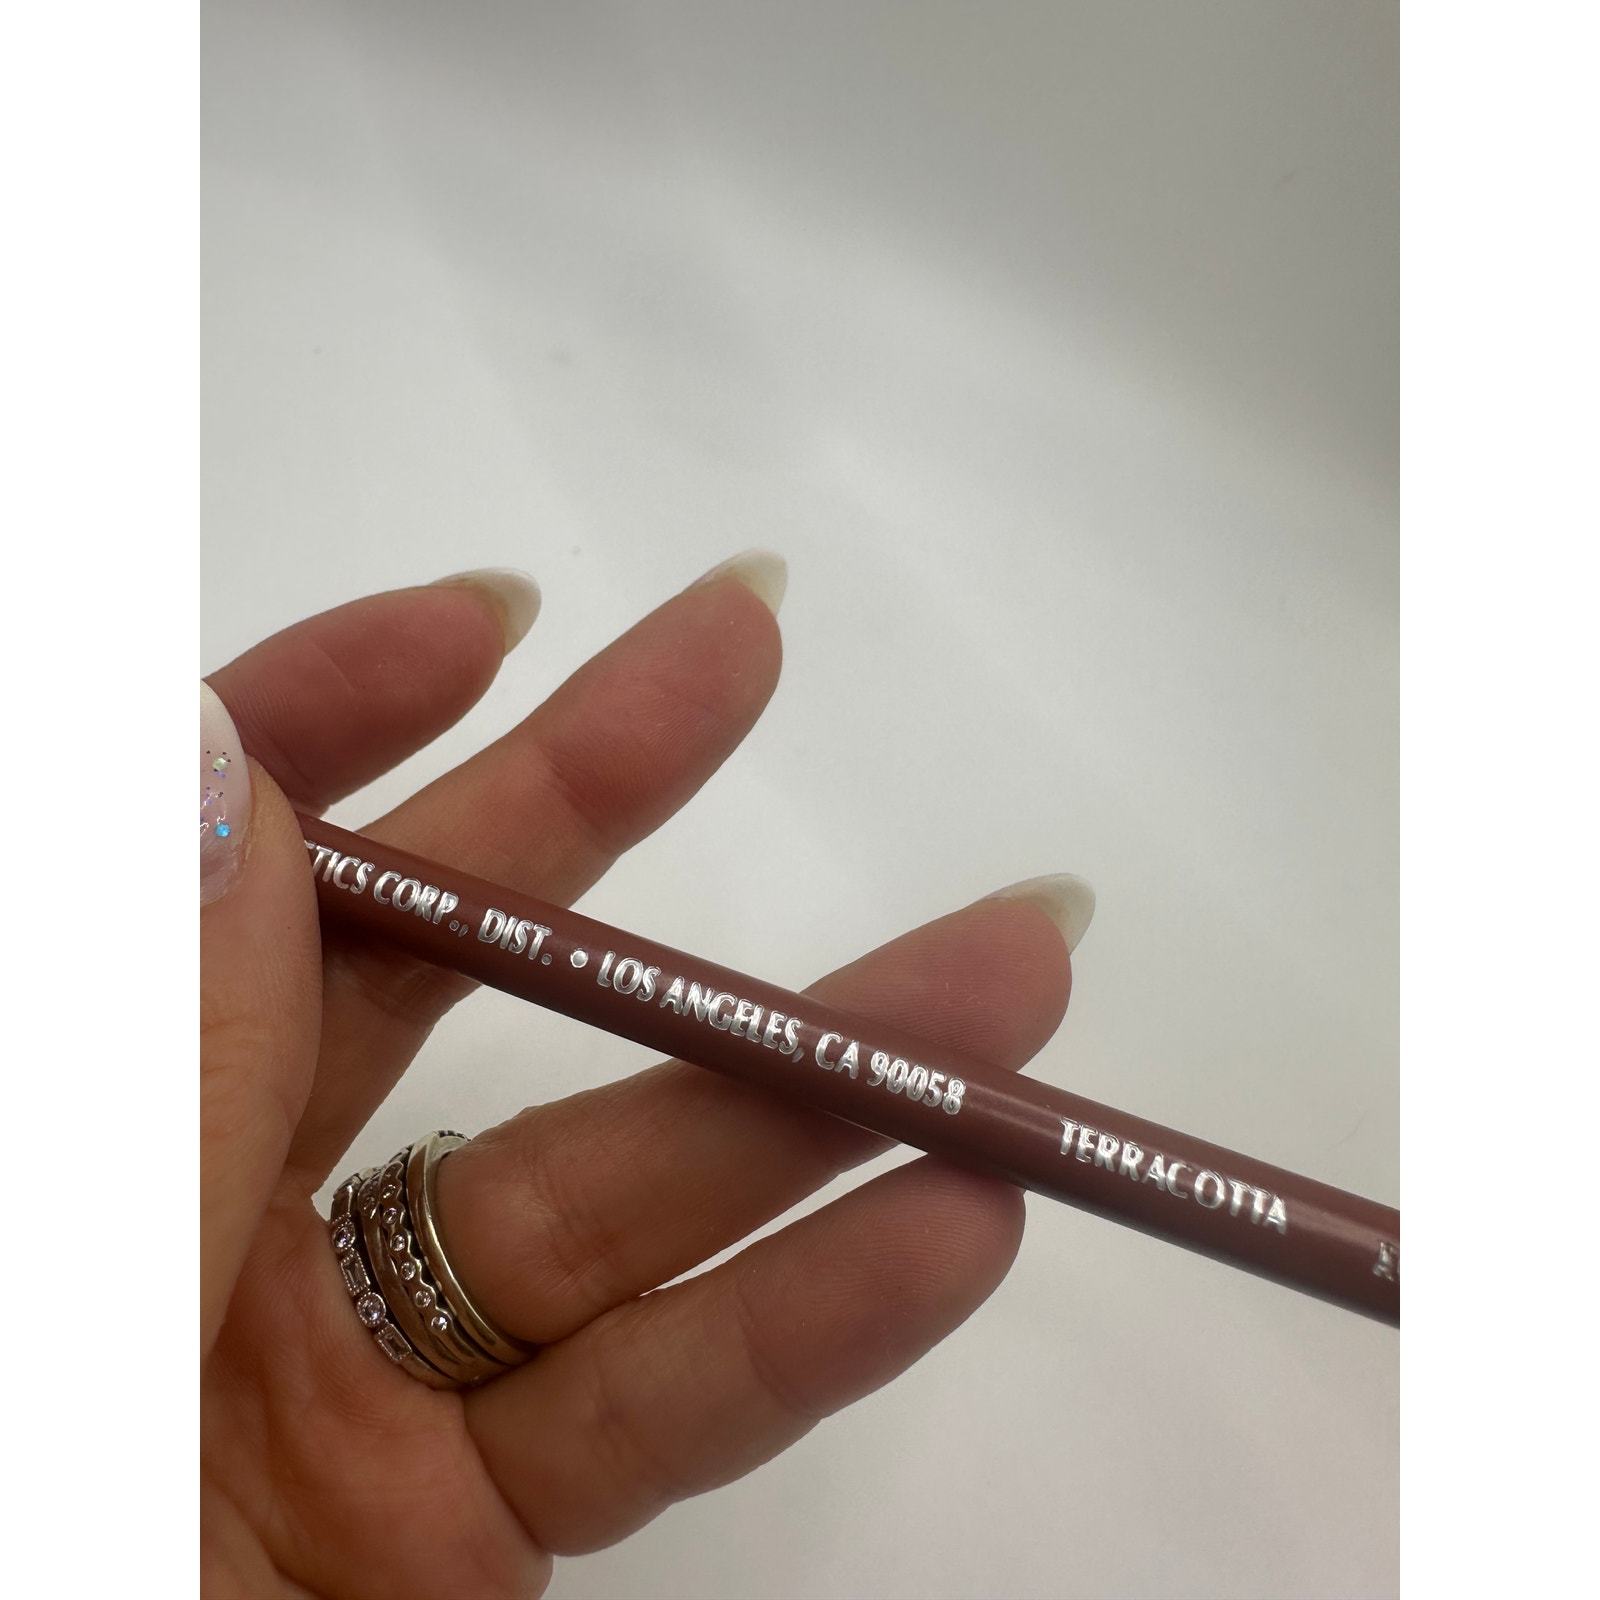 TICS CORP., DIST. • LOS ANGELES, CA 90058 TERRACOTTA